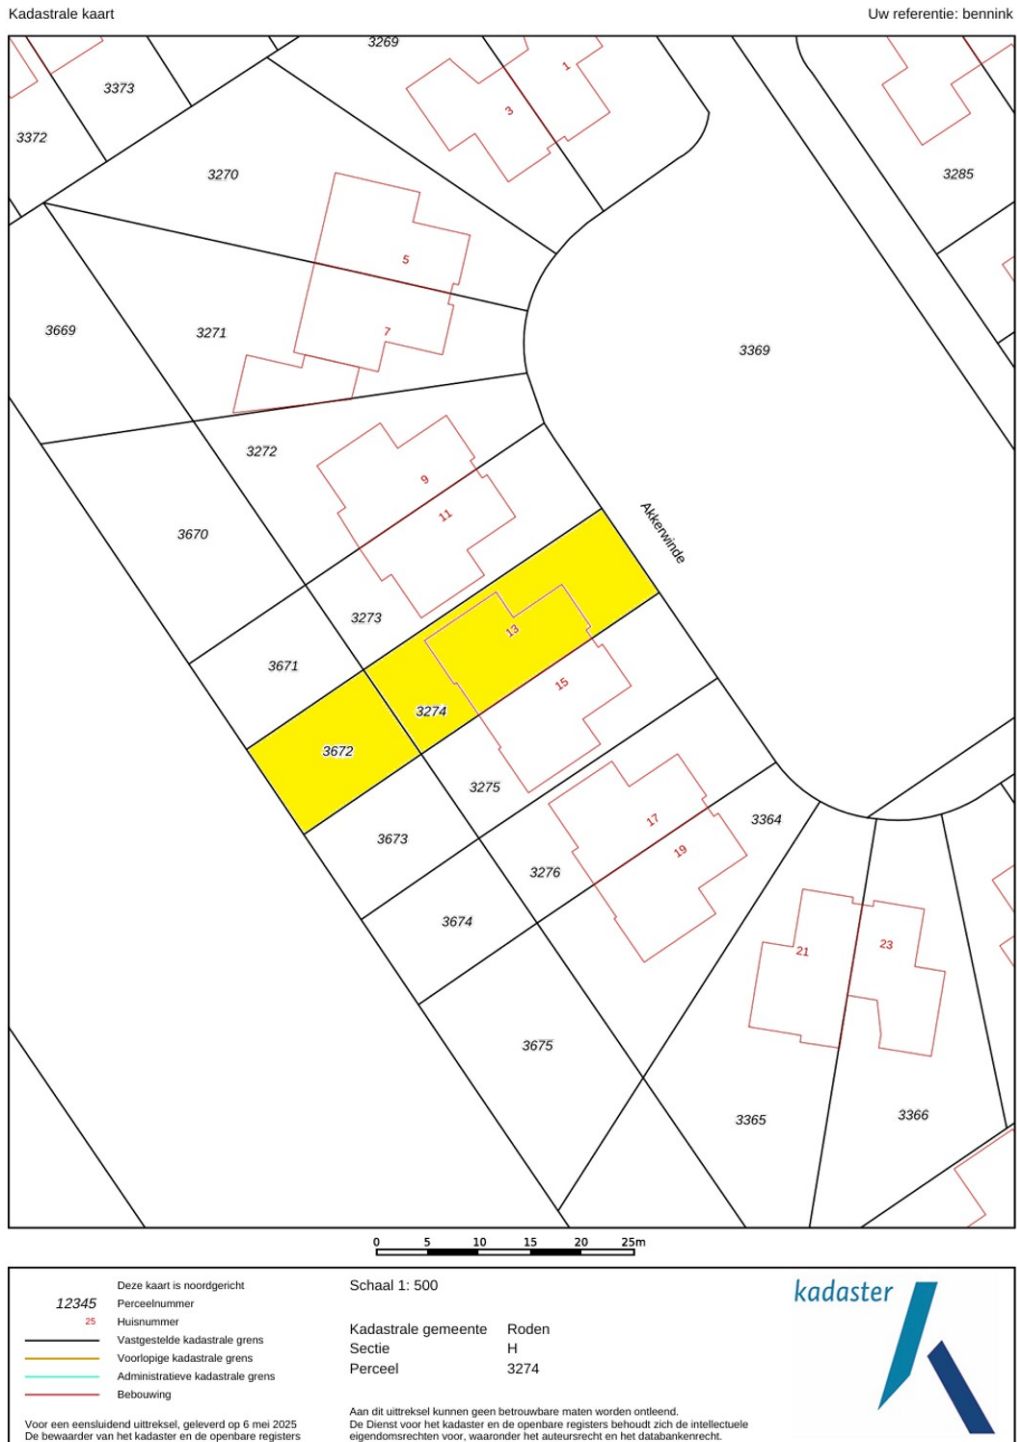 Kadastrale kaart
Uw referentie: bennink
3269
1
3373
3
3372
3270
3285
5
3669
3271
7
3369
3272
9
11
Akkerwinde
3670
3273
13
3671
15
3274
3672
3275
17
3364
3673
19
3276
3674
21
23
3675
3365
3366
0 5 10 15 20 25m
Deze kaart is noordgericht
12345 Perceelnummer
25 Huisnummer
Vastgestelde kadastrale grens
Voorlopige kadastrale grens
Administratieve kadastrale grens
Bebouwing
Voor een eensluidend uittreksel, geleverd op 6 mei 2025
De bewaarder van het kadaster en de openbare registers
Schaal 1: 500
Kadastrale gemeente Roden
Sectie H
Perceel 3274
Aan dit uittreksel kunnen geen betrouwbare maten worden ontleend.
De Dienst voor het kadaster en de openbare registers behoudt zich de intellectuele
eigendomsrechten voor, waaronder het auteursrecht en het databankenrecht.
kadaster